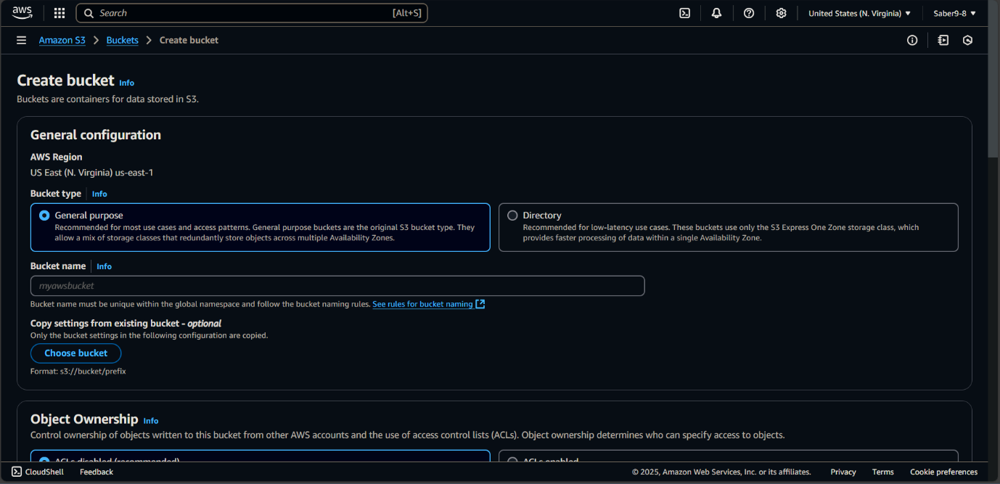 aws
Search [Alt+S]
United States (N. Virginia) ▼
Saber9-8 ▼
Amazon S3 > Buckets > Create bucket
Create bucket Info
Buckets are containers for data stored in S3.
General configuration
AWS Region
US East (N. Virginia) us-east-1
Bucket type Info
General purpose
Recommended for most use cases and access patterns. General purpose buckets are the original S3 bucket type. They
allow a mix of storage classes that redundantly store objects across multiple Availability Zones.
Directory
Recommended for low-latency use cases. These buckets use only the S3 Express One Zone storage class, which
provides faster processing of data within a single Availability Zone.
Bucket name Info
myawsbucket
Bucket name must be unique within the global namespace and follow the bucket naming rules. See rules for bucket naming
Copy settings from existing bucket - optional
Only the bucket settings in the following configuration are copied.
Choose bucket
Format: s3://bucket/prefix
Object Ownership Info
Control ownership of objects written to this bucket from other AWS accounts and the use of access control lists (ACLs). Object ownership determines who can specify access to objects.
ACLs disabled (recommended)
ACLs enabled
CloudShell
Feedback
© 2025, Amazon Web Services, Inc. or its affiliates.
Privacy
Terms
Cookie preferences